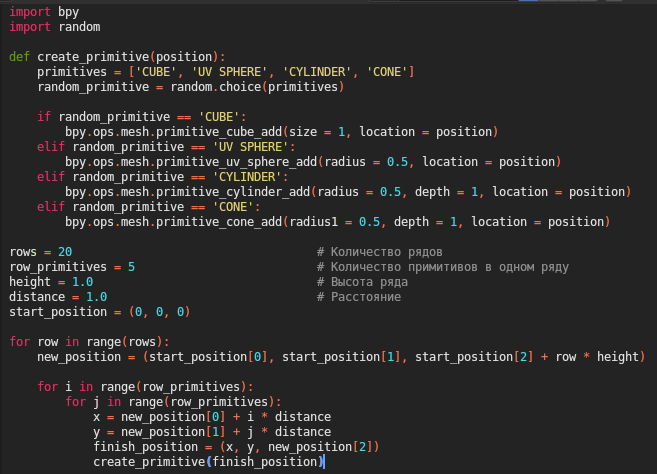 import bpy
import random
def create_primitive(position):
primitives = ['CUBE', 'UV SPHERE', 'CYLINDER', 'CONE']
random_primitive = random.choice(primitives)
if random_primitive == 'CUBE':
bpy.ops.mesh.primitive_cube_add(size = 1, location = position)
elif random_primitive == 'UV SPHERE':
bpy.ops.mesh.primitive_uv_sphere_add(radius = 0.5, location = position)
elif random_primitive == 'CYLINDER':
bpy.ops.mesh.primitive_cylinder_add(radius = 0.5, depth = 1, location = position)
elif random_primitive == 'CONE':
bpy.ops.mesh.primitive_cone_add(radius1 = 0.5, depth = 1, location = position)
rows = 20 # Количество рядов
row_primitives = 5 # Количество примитивов в одном ряду
height = 1.0 # Высота ряда
distance = 1.0 # Расстояние
start_position = (0, 0, 0)
for row in range(rows):
new_position = (start_position[0], start_position[1], start_position[2] + row * height)
for i in range(row_primitives):
for j in range(row_primitives):
x = new_position[0] + i * distance
y = new_position[1] + j * distance
finish_position = (x, y, new_position[2])
create_primitive(finish_position)